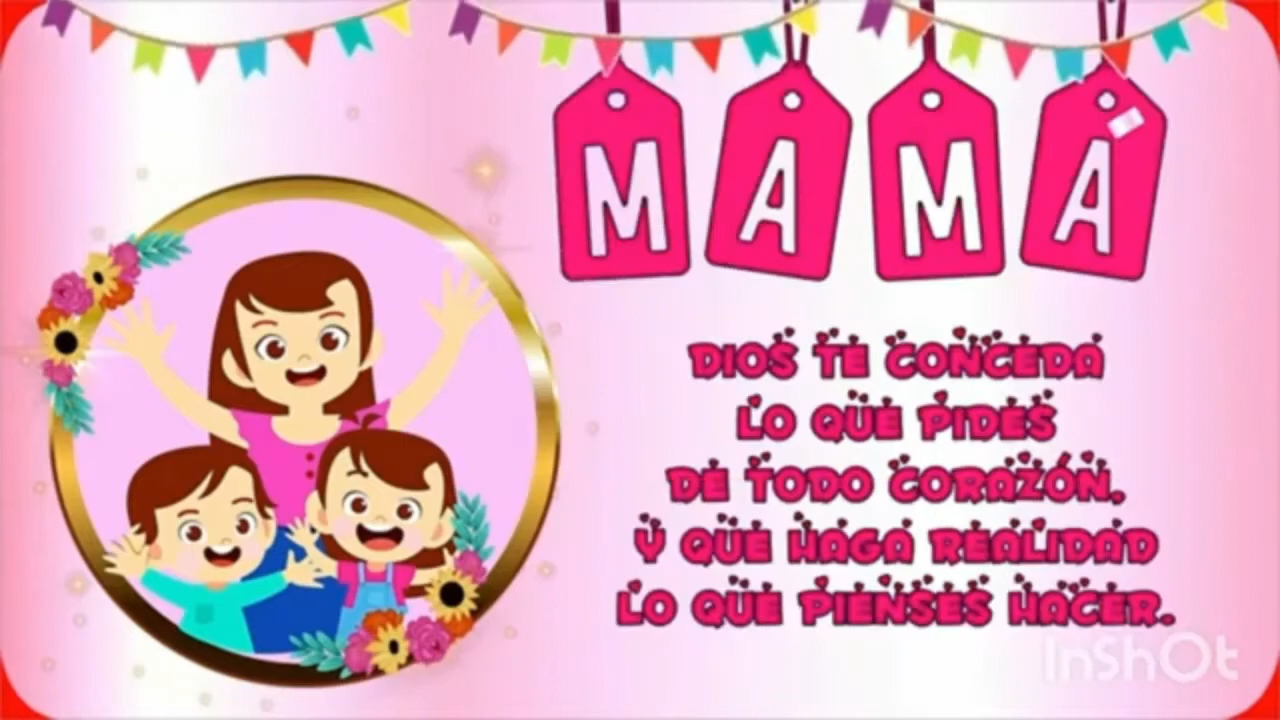 MAMÁ
DIOS TE CONCEDA
LO QUE PIDES
DE TODO CORAZÓN,
Y QUE HAGA REALIDAD
LO QUE PIENSES HACER.
InShOt